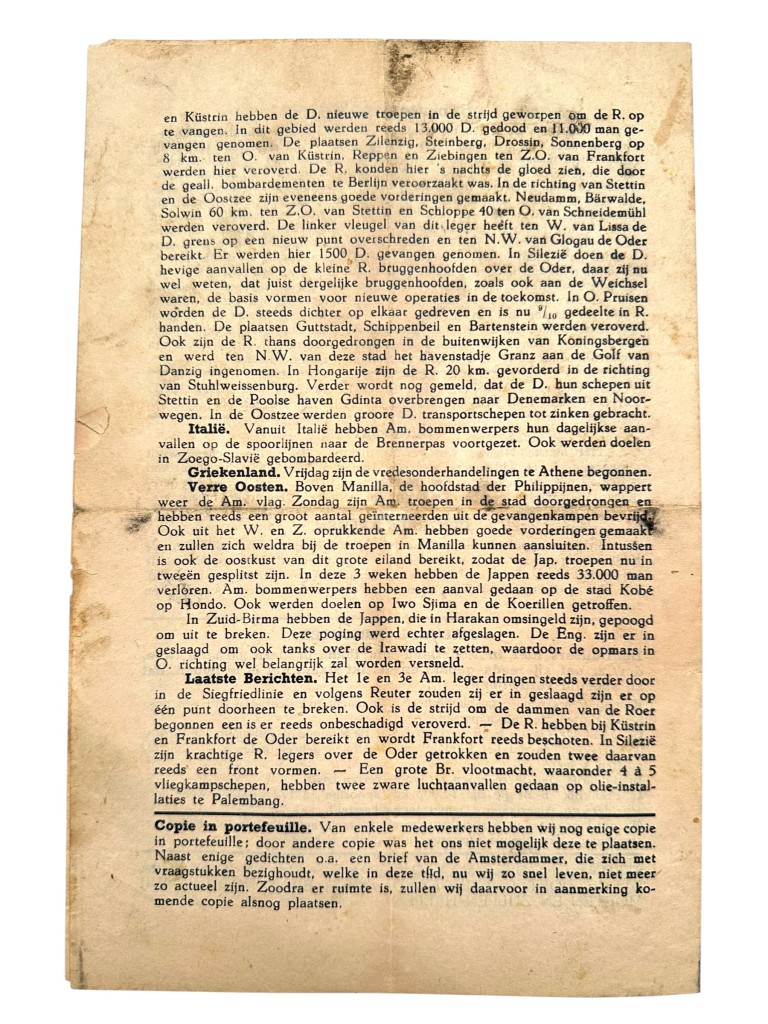 en Küstrin hebben de D. nieuwe troepen in de strijd geworpen om de R. op
te vangen. In dit gebied werden reeds 13.000 D. gedood en 11.000 man ge-
vangen genomen. De plaatsen Zilenzig, Steinberg, Drossin, Sonnenberg op
8 km. ten O. van Küstrin, Reppen en Ziebingen ten Z.O. van Frankfort
werden hier veroverd. De R. konden hier 's nachts de gloed zien, die door
de geall. bombardementen te Berlijn veroorzaakt was. In de richting van Stettin
en de Oostzee zijn eveneens goede vorderingen gemaakt. Neudamm, Bärwalde,
Solwin 60 km. ten Z.O. van Stettin en Schloppe 40 ten O. van Schneidemühl
werden veroverd. De linker vleugel van dit leger heeft ten W. van Lissa de
D. grens op een nieuw punt overschreden en ten N.W. van Glogau de Oder
bereikt. Er werden hier 1500 D. gevangen genomen. In Silezië doen de D.
hevige aanvallen op de kleine R. bruggenhoofden over de Oder, daar zij nu
wel weten, dat juist dergelijke bruggenhoofden, zoals ook aan de Weichsel
waren, de basis vormen voor nieuwe operaties in de toekomst. In O. Pruisen
worden de D. steeds dichter op elkaar gedreven en is nu 9/10 gedeelte in R.
handen. De plaatsen Guttstadt, Schippenbeil en Bartenstein werden veroverd.
Ook zijn de R. thans doorgedrongen in de buitenwijken van Koningsbergen
en werd ten N.W. van deze stad het havenstadje Granz aan de Golf van
Danzig ingenomen. In Hongarije zijn de R. 20 km. gevorderd in de richting
van Stuhlweissenburg. Verder wordt nog gemeld, dat de D. hun schepen uit
Stettin en de Poolse haven Gdinta overbrengen naar Denemarken en Noor-
wegen. In de Oostzee werden groore D. transportschepen tot zinken gebracht.
Italië. Vanuit Italië hebben Am. bommenwerpers hun dagelijkse aan-
vallen op de spoorlijnen naar de Brennerpas voortgezet. Ook werden doelen
in Zoego-Slavië gebombardeerd.
Griekenland. Vrijdag zijn de vredesonderhandelingen te Athene begonnen.
Verre Oosten. Boven Manilla, de hoofdstad der Philippijnen, wappert
weer de Am. vlag. Zondag zijn Am. troepen in de stad doorgedrongen en
hebben reeds een groot aantal geïnterneerden uit de gevangenkampen bevrijd.
Ook uit het W. en Z. oprukkende Am. hebben goede vorderingen gemaakt
en zullen zich weldra bij de troepen in Manilla kunnen aansluiten. Intussen
is ook de oostkust van dit grote eiland bereikt, zodat de Jap. troepen nu in
tweeën gesplitst zijn. In deze 3 weken hebben de Jappen reeds 33.000 man
verloren. Am. bommenwerpers hebben een aanval gedaan op de stad Kobé
op Hondo. Ook werden doelen op Iwo Sjima en de Koerillen getroffen.
In Zuid-Birma hebben de Jappen, die in Harakan omsingeld zijn, gepoogd
om uit te breken. Deze poging werd echter afgeslagen. De Eng. zijn er in
geslaagd om ook tanks over de Irawadi te zetten, waardoor de opmars in
O. richting wel belangrijk zal worden versneld.
Laatste Berichten. Het 1e en 3e Am. leger dringen steeds verder door
in de Siegfriedlinie en volgens Reuter zouden zij er in geslaagd zijn er op
één punt doorheen te breken. Ook is de strijd om de dammen van de Roer
begonnen een is er reeds onbeschadigd veroverd. — De R. hebben bij Küstrin
en Frankfort de Oder bereikt en wordt Frankfort reeds beschoten. In Silezië
zijn krachtige R. legers over de Oder getrokken en zouden twee daarvan
reeds een front vormen. — Een grote Br. vlootmacht, waaronder 4 à 5
vliegkampschepen, hebben twee zware luchtaanvallen gedaan op olie-instal-
laties te Palembang.
Copie in portefeuille. Van enkele medewerkers hebben wij nog enige copie
in portefeuille; door andere copie was het ons niet mogelijk deze te plaatsen.
Naast enige gedichten o.a. een brief van de Amsterdammer, die zich met
vraagstukken bezighoudt, welke in deze tfid, nu wij zo snel leven, niet meer
zo actueel zijn. Zoodra er ruimte is, zullen wij daarvoor in aanmerking ko-
mende copie alsnog plaatsen.